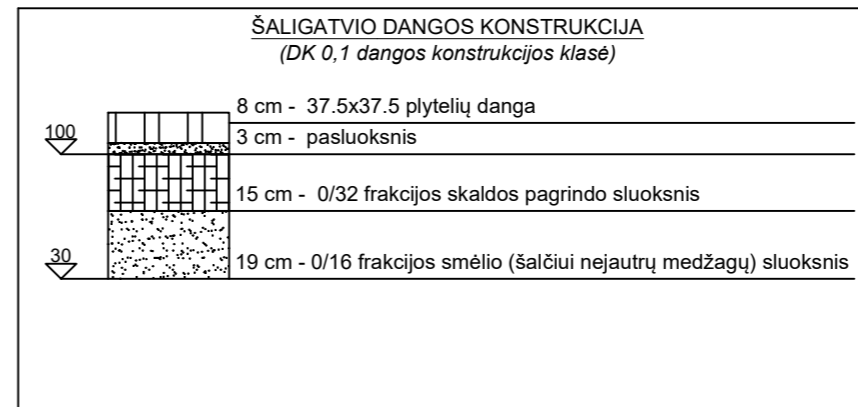 ŠALIGATVIO DANGOS KONSTRUKCIJA
(DK 0,1 dangos konstrukcijos klasė)
8 cm - 37.5x37.5 plytelių danga
100
3 cm - pasluoksnis
15 cm - 0/32 frakcijos skaldos pagrindo sluoksnis
30
19 cm - 0/16 frakcijos smėlio (šalčiui nejautrų medžagų) sluoksnis